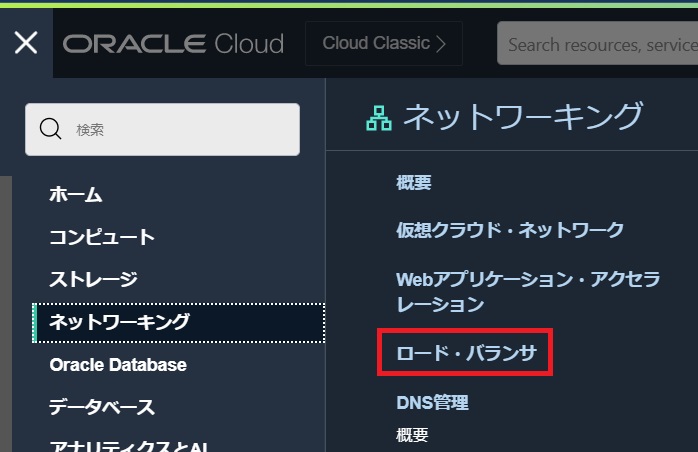 ORACLE Cloud
Cloud Classic
Search resources, service
検索
ホーム
コンピュート
ストレージ
ネットワーキング
Oracle Database
データベース
アナリティクスとAI
ネットワーキング
概要
仮想クラウド・ネットワーク
Webアプリケーション・アクセラ
レーション
ロード・バランサ
DNS管理
概要